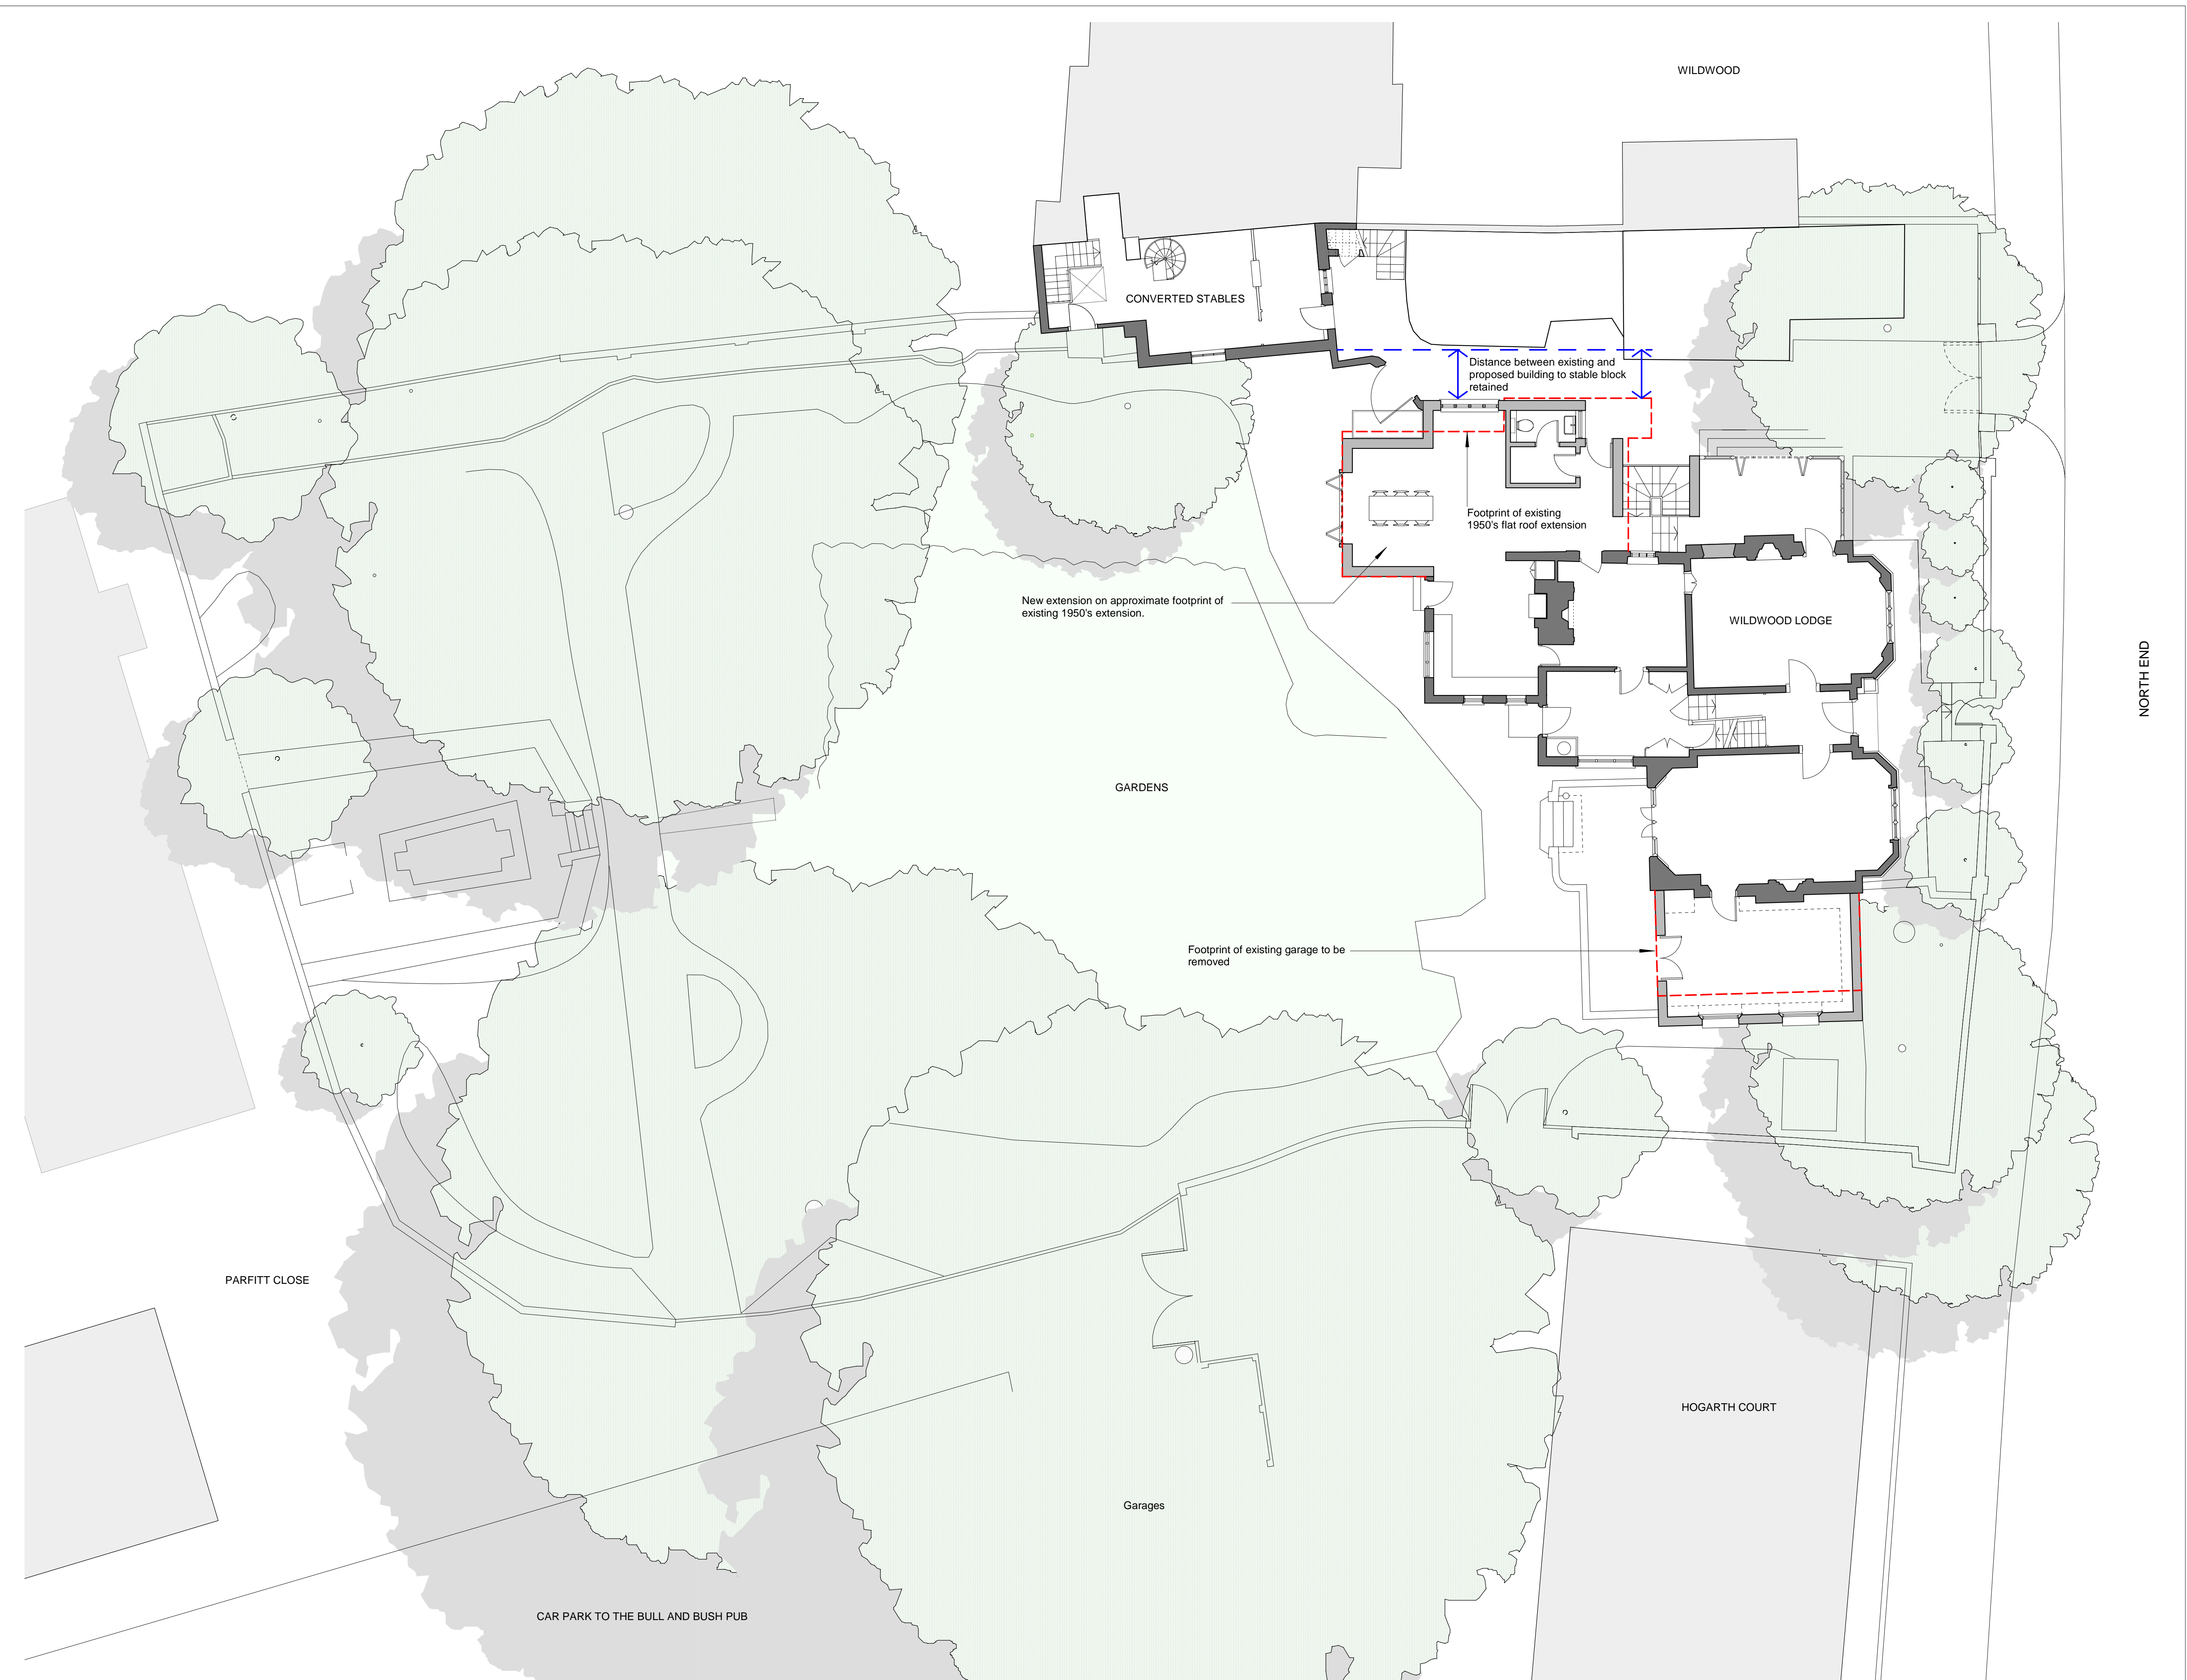 WILDWOOD
CONVERTED STABLES
Distance between existing and
proposed building to stable block
retained
Footprint of existing
1950's flat roof extension
New extension on approximate footprint of
existing 1950's extension.
WILDWOOD LODGE
NORTH END
GARDENS
Footprint of existing garage to be
removed
PARFITT CLOSE
HOGARTH COURT
Garages
CAR PARK TO THE BULL AND BUSH PUB